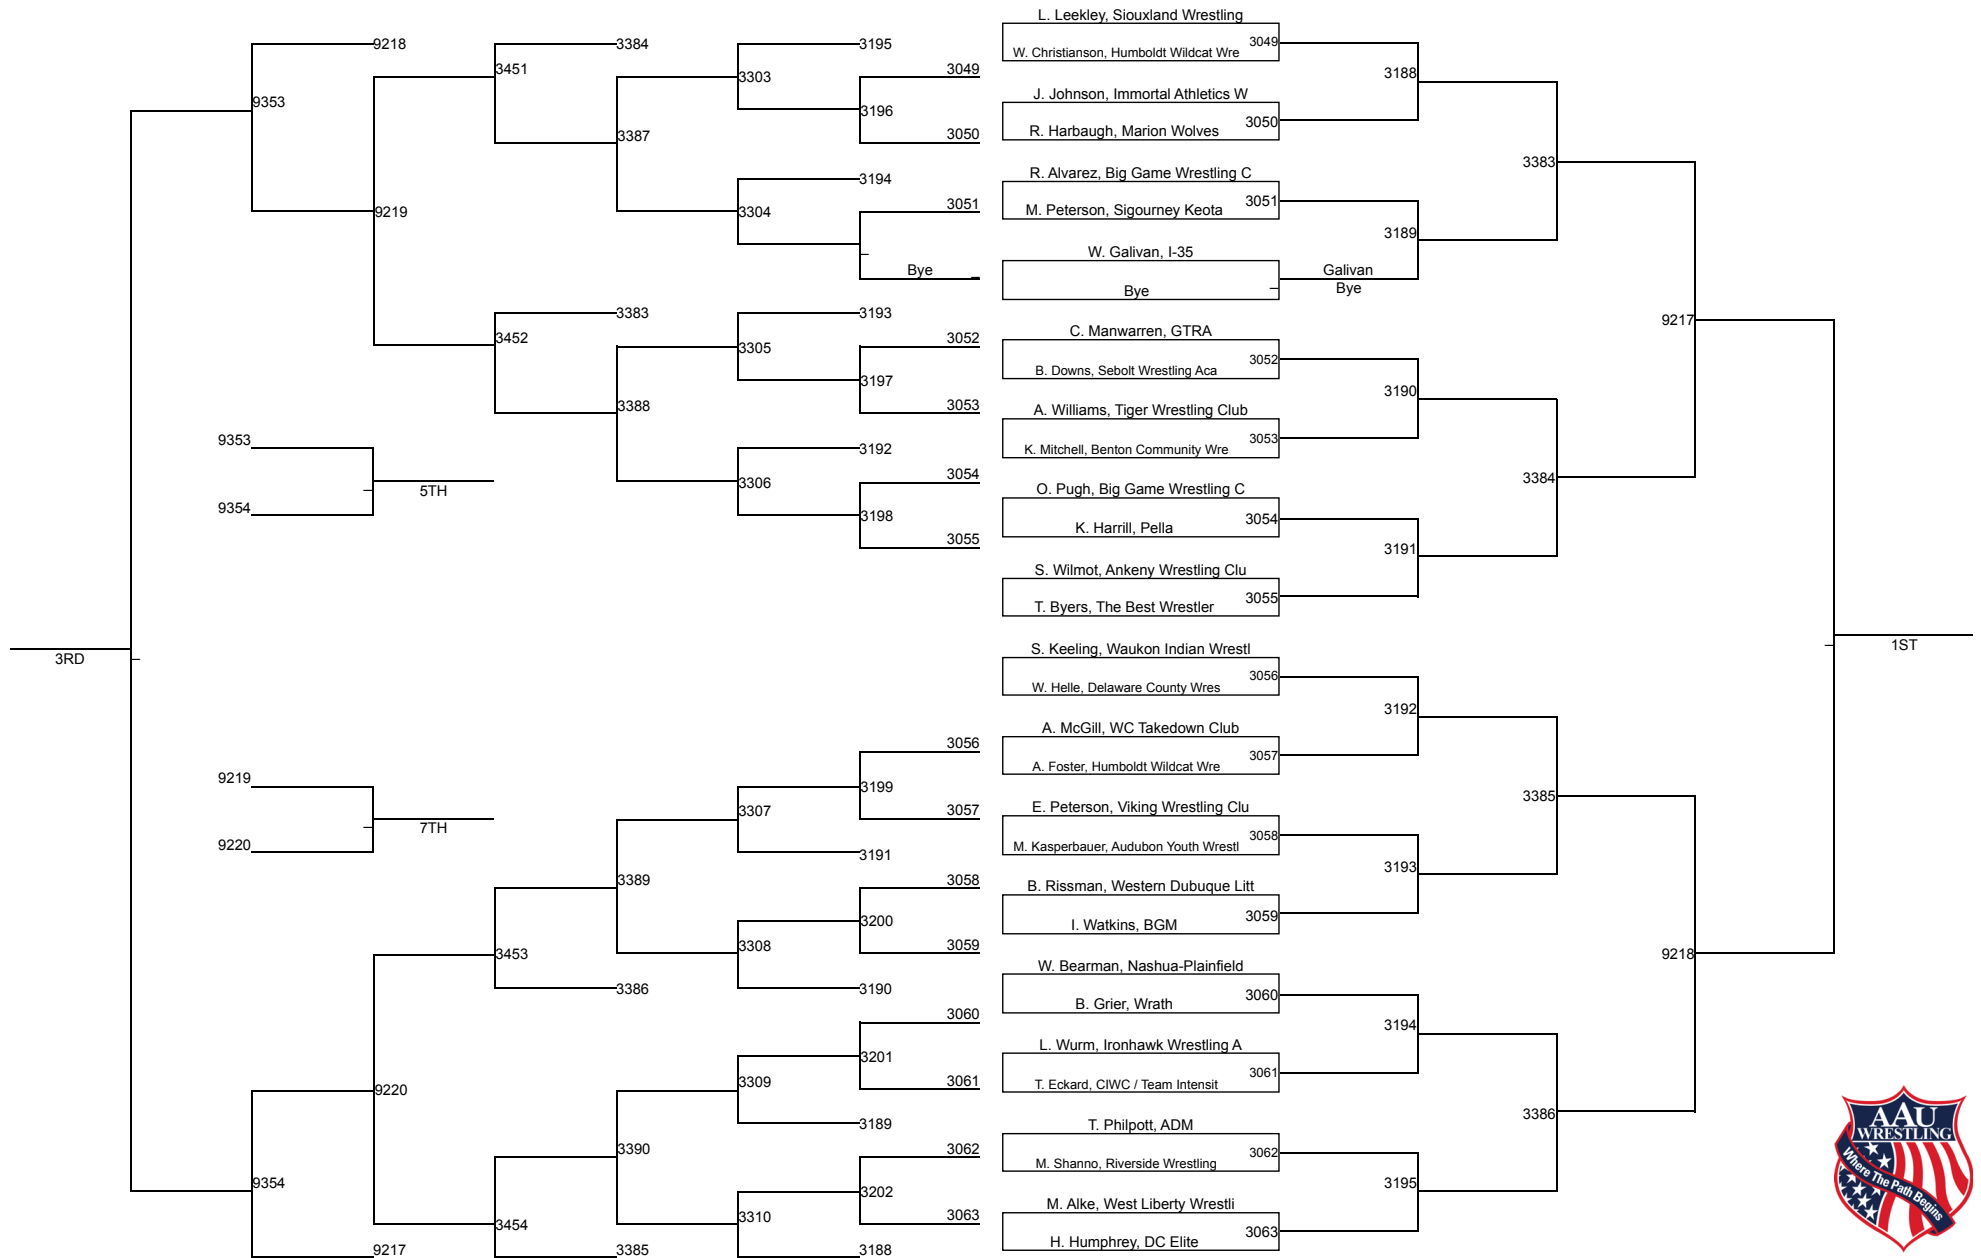 L. Leekley, Siouxland Wrestling
3049
W. Christianson, Humboldt Wildcat Wre
J. Johnson, Immortal Athletics W
3050
R. Harbaugh, Marion Wolves
R. Alvarez, Big Game Wrestling C
3051
M. Peterson, Sigourney Keota
W. Galivan, I-35
Bye
C. Manwarren, GTRA
3052
B. Downs, Sebolt Wrestling Aca
A. Williams, Tiger Wrestling Club
3053
K. Mitchell, Benton Community Wre
O. Pugh, Big Game Wrestling C
3054
K. Harrill, Pella
S. Wilmot, Ankeny Wrestling Clu
3055
T. Byers, The Best Wrestler
S. Keeling, Waukon Indian Wrestl
3056
W. Helle, Delaware County Wres
A. McGill, WC Takedown Club
3057
A. Foster, Humboldt Wildcat Wre
E. Peterson, Viking Wrestling Clu
3058
M. Kasperbauer, Audubon Youth Wrestl
B. Rissman, Western Dubuque Litt
3059
I. Watkins, BGM
W. Bearman, Nashua-Plainfield
3060
B. Grier, Wrath
L. Wurm, Ironhawk Wrestling A
3061
T. Eckard, CIWC / Team Intensit
T. Philpott, ADM
3062
M. Shanno, Riverside Wrestling
M. Alke, West Liberty Wrestli
3063
H. Humphrey, DC Elite
3188
3189
Galivan
Bye
3190
3191
3192
3193
3194
3195
3383
3384
3385
3386
9217
9218
1ST
3049
3050
3051
Bye
3052
3053
3054
3055
3056
3057
3058
3059
3060
3061
3062
3063
3195
3196
3194
3193
3197
3192
3198
3199
3191
3200
3190
3201
3189
3202
3188
3303
3304
3305
3306
3307
3308
3309
3310
3384
3387
3383
3388
3389
3386
3390
3385
3451
3452
3453
3454
9218
9219
9220
9217
9353
9354
9353
9354
5TH
9219
9220
7TH
3RD
AAU
WRESTLING
Where The Path Begins